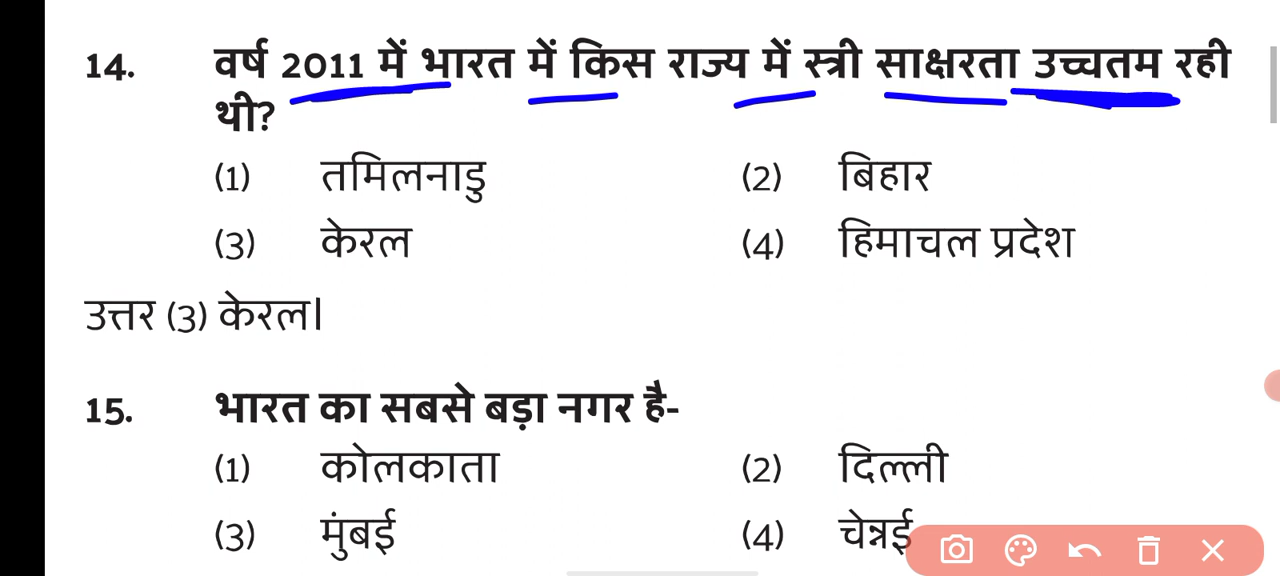 14. वर्ष 2011 में भारत में किस राज्य में स्त्री साक्षरता उच्चतम रही
थी?
(1) तमिलनाडु (2) बिहार
(3) केरल (4) हिमाचल प्रदेश
उत्तर (3) केरल।
15. भारत का सबसे बड़ा नगर है-
(1) कोलकाता (2) दिल्ली
(3) मुंबई (4) चेन्नई